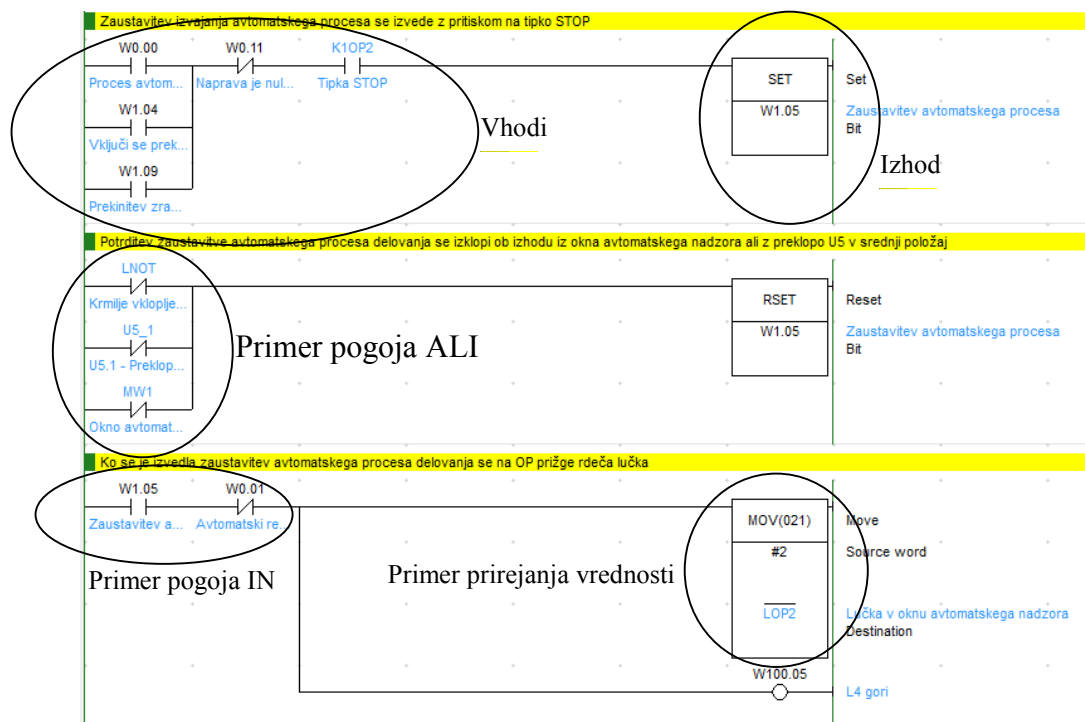 Zaustavitev izvajanja avtomatskega procesa se izvede z pritiskom na tipko STOP
W0.00 W0.11 K1OP2
Proces avtom... Naprava je nul... Tipka STOP
W1.04
Vključi se prek...
W1.09
Prekinitev zra...
Vhodi
SET Set
W1.05 Zaustavitev avtomatskega procesa
Bit
Izhod
Potrditev zaustavitve avtomatskega procesa delovanja se izklopi ob izhodu iz okna avtomatskega nadzora ali z preklopo U5 v srednji položaj
LNOT
Krmilje vkloplje...
U5_1
U5.1 - Preklop...
MW1
Okno avtomat...
Primer pogoja ALI
RSET Reset
W1.05 Zaustavitev avtomatskega procesa
Bit
Ko se je izvedla zaustavitev avtomatskega procesa delovanja se na OP prižge rdeča lučka
W1.05 W0.01
Zaustavitev a... Avtomatski re...
Primer pogoja IN
Primer prirejanja vrednosti
MOV(021) Move
#2 Source word
LOP2 Lučka v oknu avtomatskega nadzora
Destination
W100.05
L4 gori